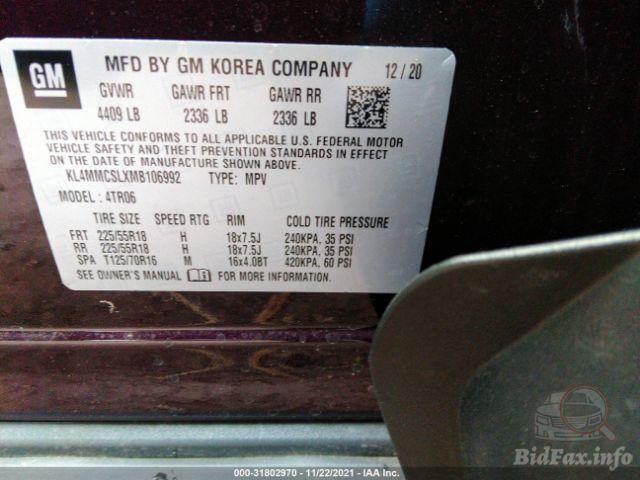 GM
MFD BY GM KOREA COMPANY 12/20
GVWR GAWR FRT GAWR RR
4409 LB 2336 LB 2336 LB
THIS VEHICLE CONFORMS TO ALL APPLICABLE U.S. FEDERAL MOTOR
VEHICLE SAFETY AND THEFT PREVENTION STANDARDS IN EFFECT
ON THE DATE OF MANUFACTURE SHOWN ABOVE.
KL4MMCSLXMB106992 TYPE: MPV
MODEL : 4TR06
TIRE SIZE SPEED RTG RIM COLD TIRE PRESSURE
FRT 225/55R18 H 18x7.5J 240KPA, 35 PSI
RR 225/55R18 H 18x7.5J 240KPA, 35 PSI
SPA T125/70R16 M 16x4.0BT 420KPA, 60 PSI
SEE OWNER'S MANUAL FOR MORE INFORMATION
BidFax.info
000-31802970 - 11/22/2021 - IAA Inc.